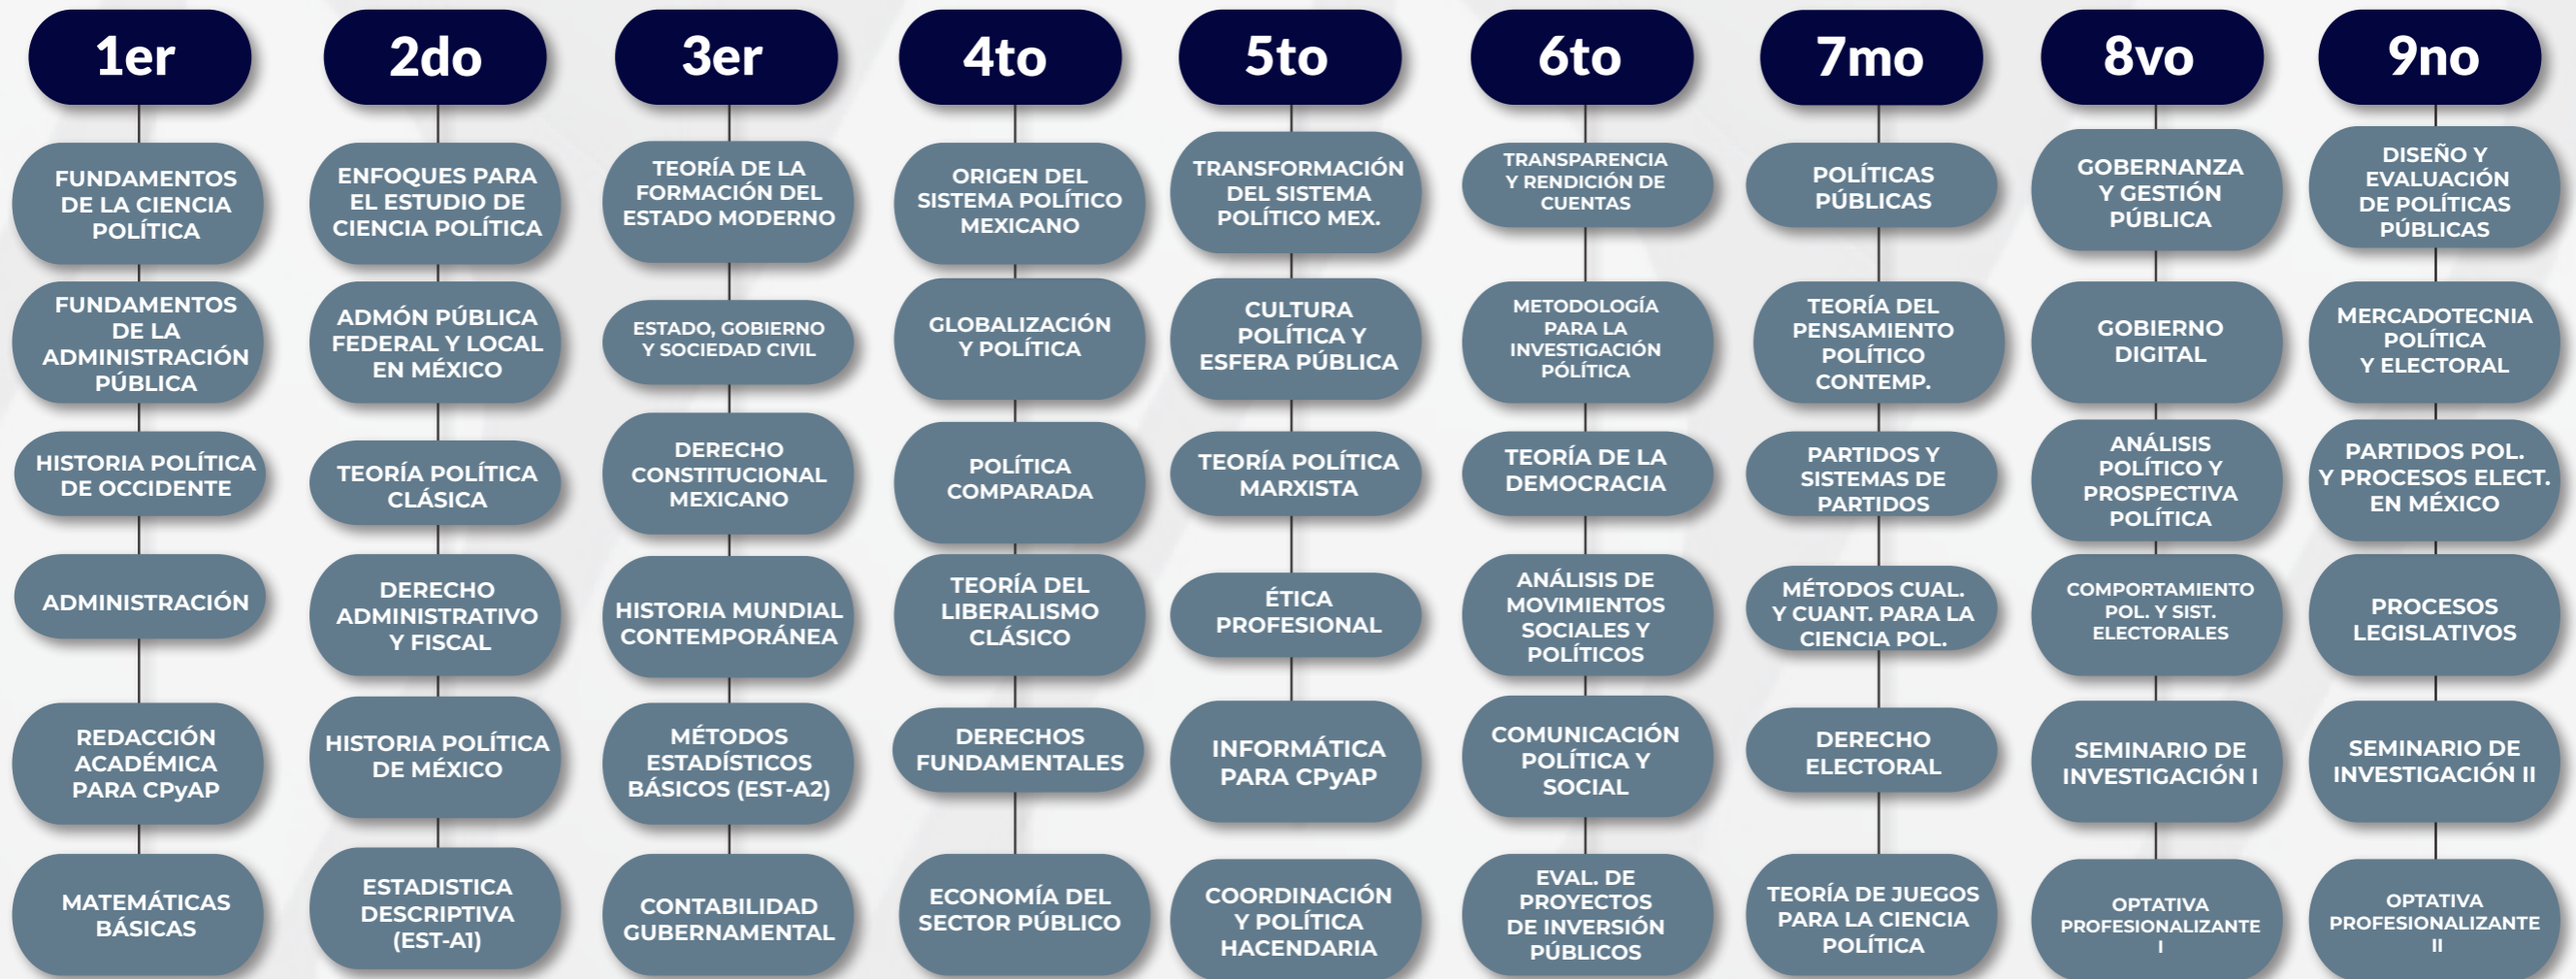 1er
FUNDAMENTOS
DE LA CIENCIA
POLÍTICA
FUNDAMENTOS
DE LA
ADMINISTRACIÓN
PÚBLICA
HISTORIA POLÍTICA
DE OCCIDENTE
ADMINISTRACIÓN
REDACCIÓN
ACADÉMICA
PARA CPyAP
MATEMÁTICAS
BÁSICAS
2do
ENFOQUES PARA
EL ESTUDIO DE
CIENCIA POLÍTICA
ADMÓN PÚBLICA
FEDERAL Y LOCAL
EN MÉXICO
TEORÍA POLÍTICA
CLÁSICA
DERECHO
ADMINISTRATIVO
Y FISCAL
HISTORIA POLÍTICA
DE MÉXICO
ESTADISTICA
DESCRIPTIVA
(EST-A1)
3er
TEORÍA DE LA
FORMACIÓN DEL
ESTADO MODERNO
ESTADO, GOBIERNO
Y SOCIEDAD CIVIL
DERECHO
CONSTITUCIONAL
MEXICANO
HISTORIA MUNDIAL
CONTEMPORÁNEA
MÉTODOS
ESTADÍSTICOS
BÁSICOS (EST-A2)
CONTABILIDAD
GUBERNAMENTAL
4to
ORIGEN DEL
SISTEMA POLÍTICO
MEXICANO
GLOBALIZACIÓN
Y POLÍTICA
POLÍTICA
COMPARADA
TEORÍA DEL
LIBERALISMO
CLÁSICO
DERECHOS
FUNDAMENTALES
ECONOMÍA DEL
SECTOR PÚBLICO
5to
TRANSFORMACIÓN
DEL SISTEMA
POLÍTICO MEX.
CULTURA
POLÍTICA Y
ESFERA PÚBLICA
TEORÍA POLÍTICA
MARXISTA
ÉTICA
PROFESIONAL
INFORMÁTICA
PARA CPyAP
COORDINACIÓN
Y POLÍTICA
HACENDARIA
6to
TRANSPARENCIA
Y RENDICIÓN DE
CUENTAS
METODOLOGÍA
PARA LA
INVESTIGACIÓN
PÓLÍTICA
TEORÍA DE LA
DEMOCRACIA
ANÁLISIS DE
MOVIMIENTOS
SOCIALES Y
POLÍTICOS
COMUNICACIÓN
POLÍTICA Y
SOCIAL
EVAL. DE
PROYECTOS
DE INVERSIÓN
PÚBLICOS
7mo
POLÍTICAS
PÚBLICAS
TEORÍA DEL
PENSAMIENTO
POLÍTICO
CONTEMP.
PARTIDOS Y
SISTEMAS DE
PARTIDOS
MÉTODOS CUAL.
Y CUANT. PARA LA
CIENCIA POL.
DERECHO
ELECTORAL
TEORÍA DE JUEGOS
PARA LA CIENCIA
POLÍTICA
8vo
GOBERNANZA
Y GESTIÓN
PÚBLICA
GOBIERNO
DIGITAL
ANÁLISIS
POLÍTICO Y
PROSPECTIVA
POLÍTICA
COMPORTAMIENTO
POL. Y SIST.
ELECTORALES
SEMINARIO DE
INVESTIGACIÓN I
OPTATIVA
PROFESIONALIZANTE
I
9no
DISEÑO Y
EVALUACIÓN
DE POLÍTICAS
PÚBLICAS
MERCADOTECNIA
POLÍTICA
Y ELECTORAL
PARTIDOS POL.
Y PROCESOS ELECT.
EN MÉXICO
PROCESOS
LEGISLATIVOS
SEMINARIO DE
INVESTIGACIÓN II
OPTATIVA
PROFESIONALIZANTE
II